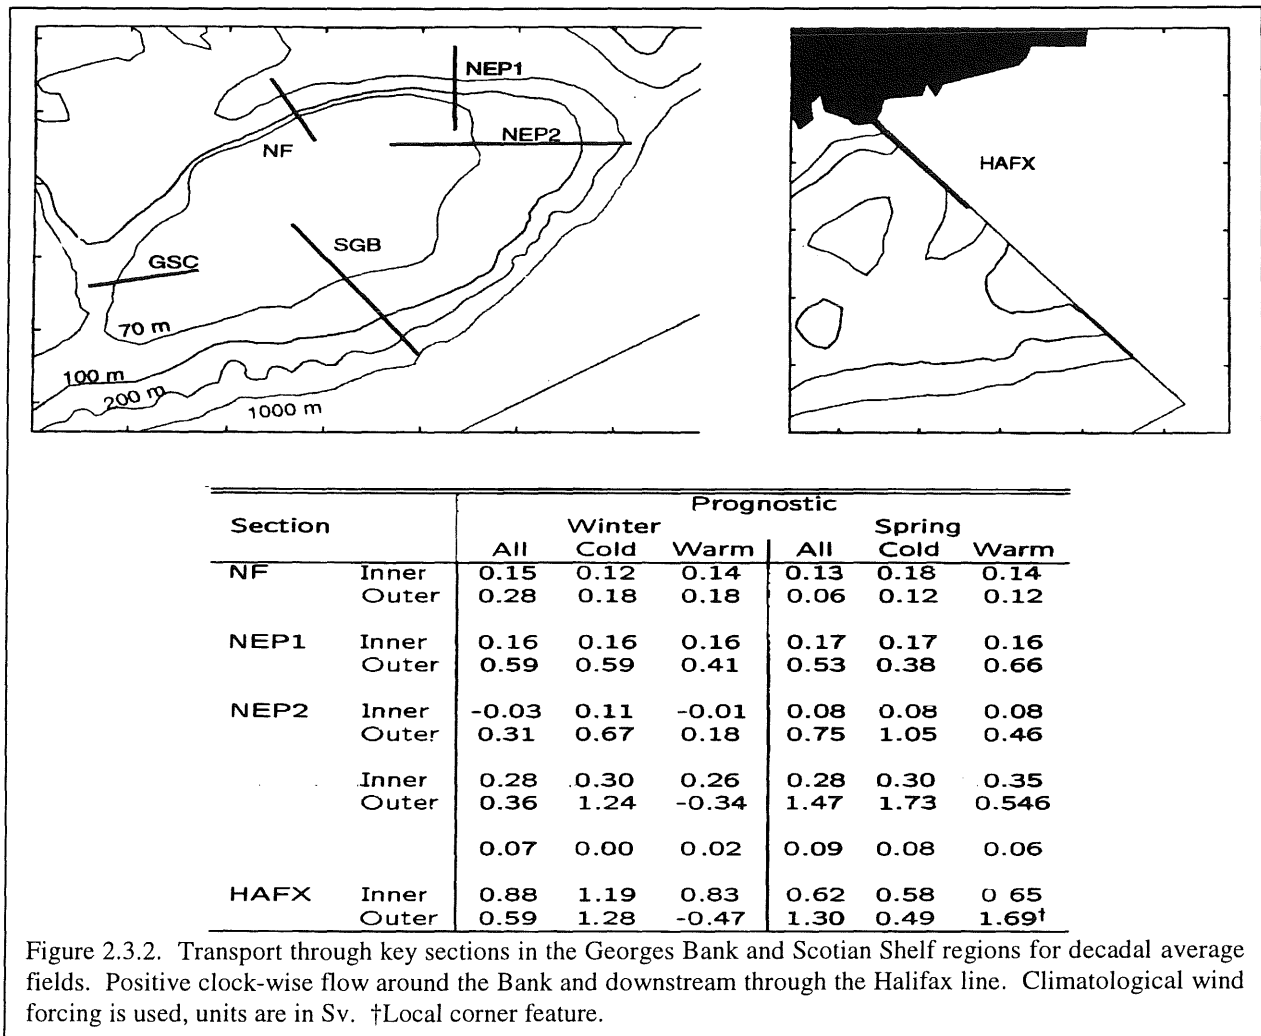 NEP1
NEP2
NF
SGB
GSC
70 m
100 m
200 m
1000 m
HAFX
Prognostic
Section Winter Spring
All Cold Warm All Cold Warm
NF Inner 0.15 0.12 0.14 0.13 0.18 0.14
Outer 0.28 0.18 0.18 0.06 0.12 0.12
NEP1 Inner 0.16 0.16 0.16 0.17 0.17 0.16
Outer 0.59 0.59 0.41 0.53 0.38 0.66
NEP2 Inner -0.03 0.11 -0.01 0.08 0.08 0.08
Outer 0.31 0.67 0.18 0.75 1.05 0.46
Inner 0.28 0.30 0.26 0.28 0.30 0.35
Outer 0.36 1.24 -0.34 1.47 1.73 0.546
0.07 0.00 0.02 0.09 0.08 0.06
HAFX Inner 0.88 1.19 0.83 0.62 0.58 0 65
Outer 0.59 1.28 -0.47 1.30 0.49 1.69†
Figure 2.3.2. Transport through key sections in the Georges Bank and Scotian Shelf regions for decadal average
fields. Positive clock-wise flow around the Bank and downstream through the Halifax line. Climatological wind
forcing is used, units are in Sv. †Local corner feature.